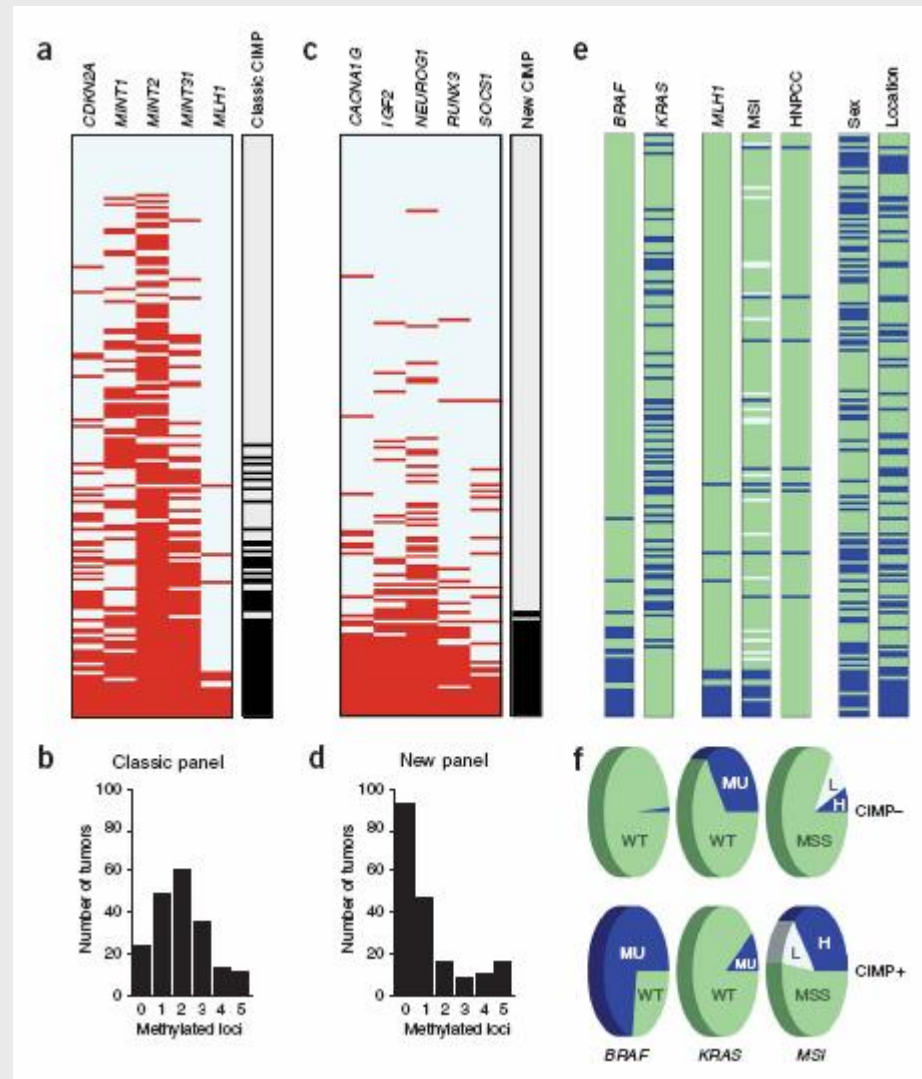 a
CDKN2A
MINT1
MINT2
MINT31
MLH1
Classic CIMP
c
CACNA1G
IGF2
NEUROG1
RUNX3
SOCS1
New CIMP
e
BRAF
KRAS
MLH1
MSI
HNPCC
Sex
Location
b
Classic panel
Number of tumors
100
80
60
40
20
0
0 1 2 3 4 5
Methylated loci
d
New panel
Number of tumors
100
80
60
40
20
0
0 1 2 3 4 5
Methylated loci
f
WT
MU
WT
L
H
MSS
CIMP–
MU
WT
MU
WT
H
L
MSS
CIMP+
BRAF
KRAS
MSI